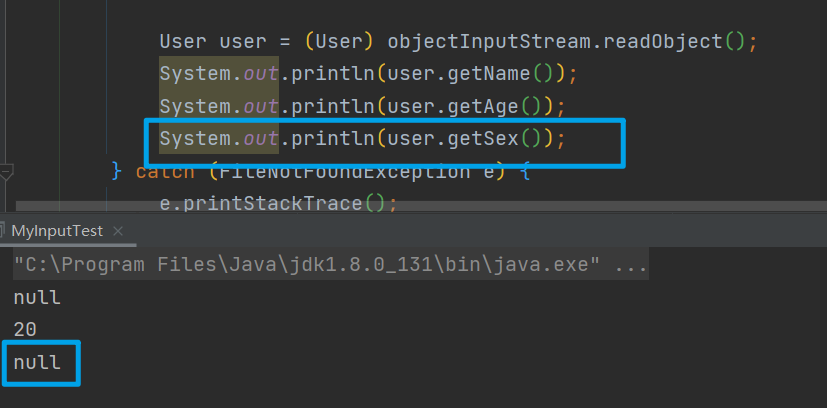 User user = (User) objectInputStream.readObject();
System.out.println(user.getName());
System.out.println(user.getAge());
System.out.println(user.getSex());
} catch (FileNotFoundException e) {
e.printStackTrace();
MyInputTest ×
"C:\Program Files\Java\jdk1.8.0_131\bin\java.exe" ...
null
20
null